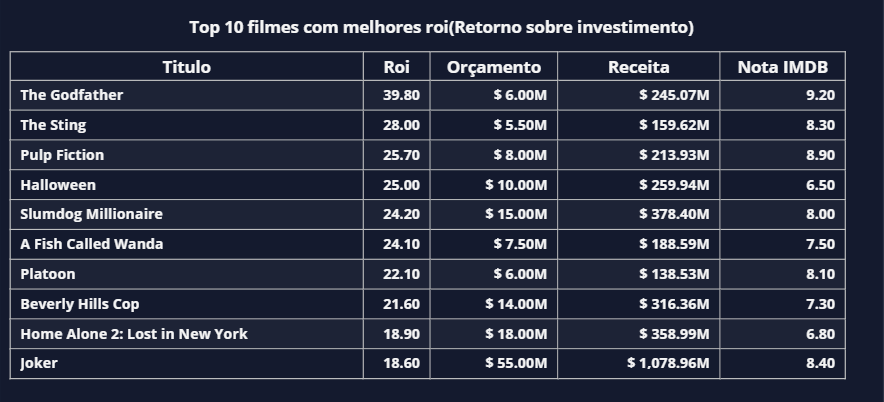 Top 10 filmes com melhores roi(Retorno sobre investimento)
Titulo Roi Orçamento Receita Nota IMDB
The Godfather 39.80 $ 6.00M $ 245.07M 9.20
The Sting 28.00 $ 5.50M $ 159.62M 8.30
Pulp Fiction 25.70 $ 8.00M $ 213.93M 8.90
Halloween 25.00 $ 10.00M $ 259.94M 6.50
Slumdog Millionaire 24.20 $ 15.00M $ 378.40M 8.00
A Fish Called Wanda 24.10 $ 7.50M $ 188.59M 7.50
Platoon 22.10 $ 6.00M $ 138.53M 8.10
Beverly Hills Cop 21.60 $ 14.00M $ 316.36M 7.30
Home Alone 2: Lost in New York 18.90 $ 18.00M $ 358.99M 6.80
Joker 18.60 $ 55.00M $ 1,078.96M 8.40